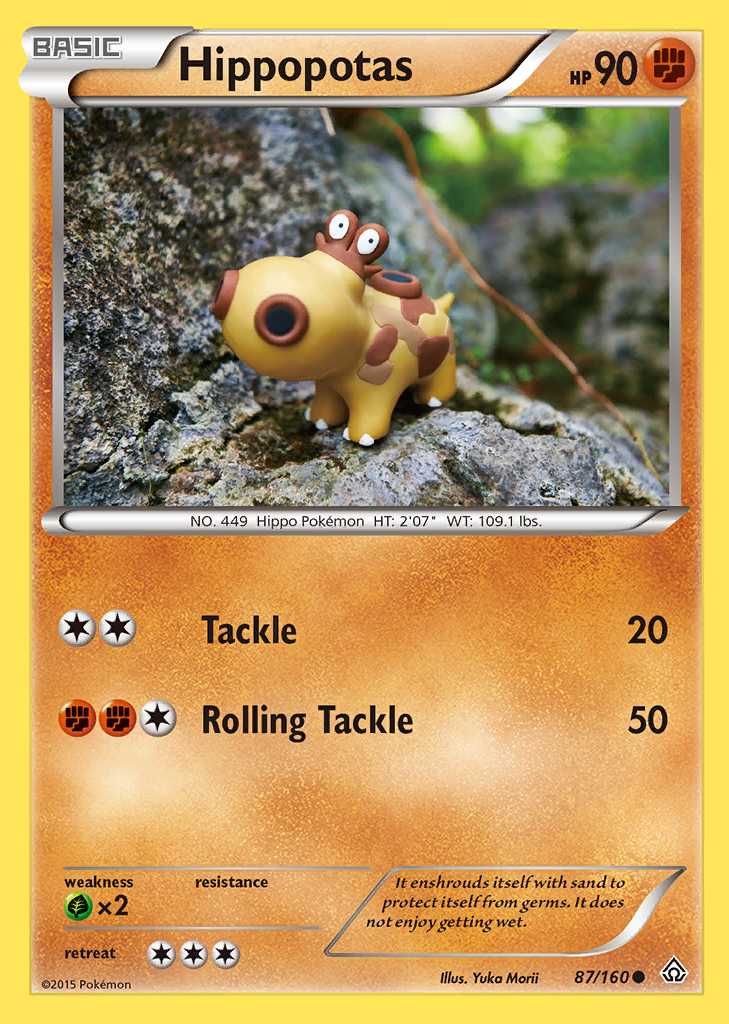 BASIC
Hippopotas
HP 90
NO. 449 Hippo Pokémon HT: 2'07" WT: 109.1 lbs.
Tackle 20
Rolling Tackle 50
weakness resistance
×2
retreat
It enshrouds itself with sand to
protect itself from germs. It does
not enjoy getting wet.
©2015 Pokémon
Illus. Yuka Morii 87/160